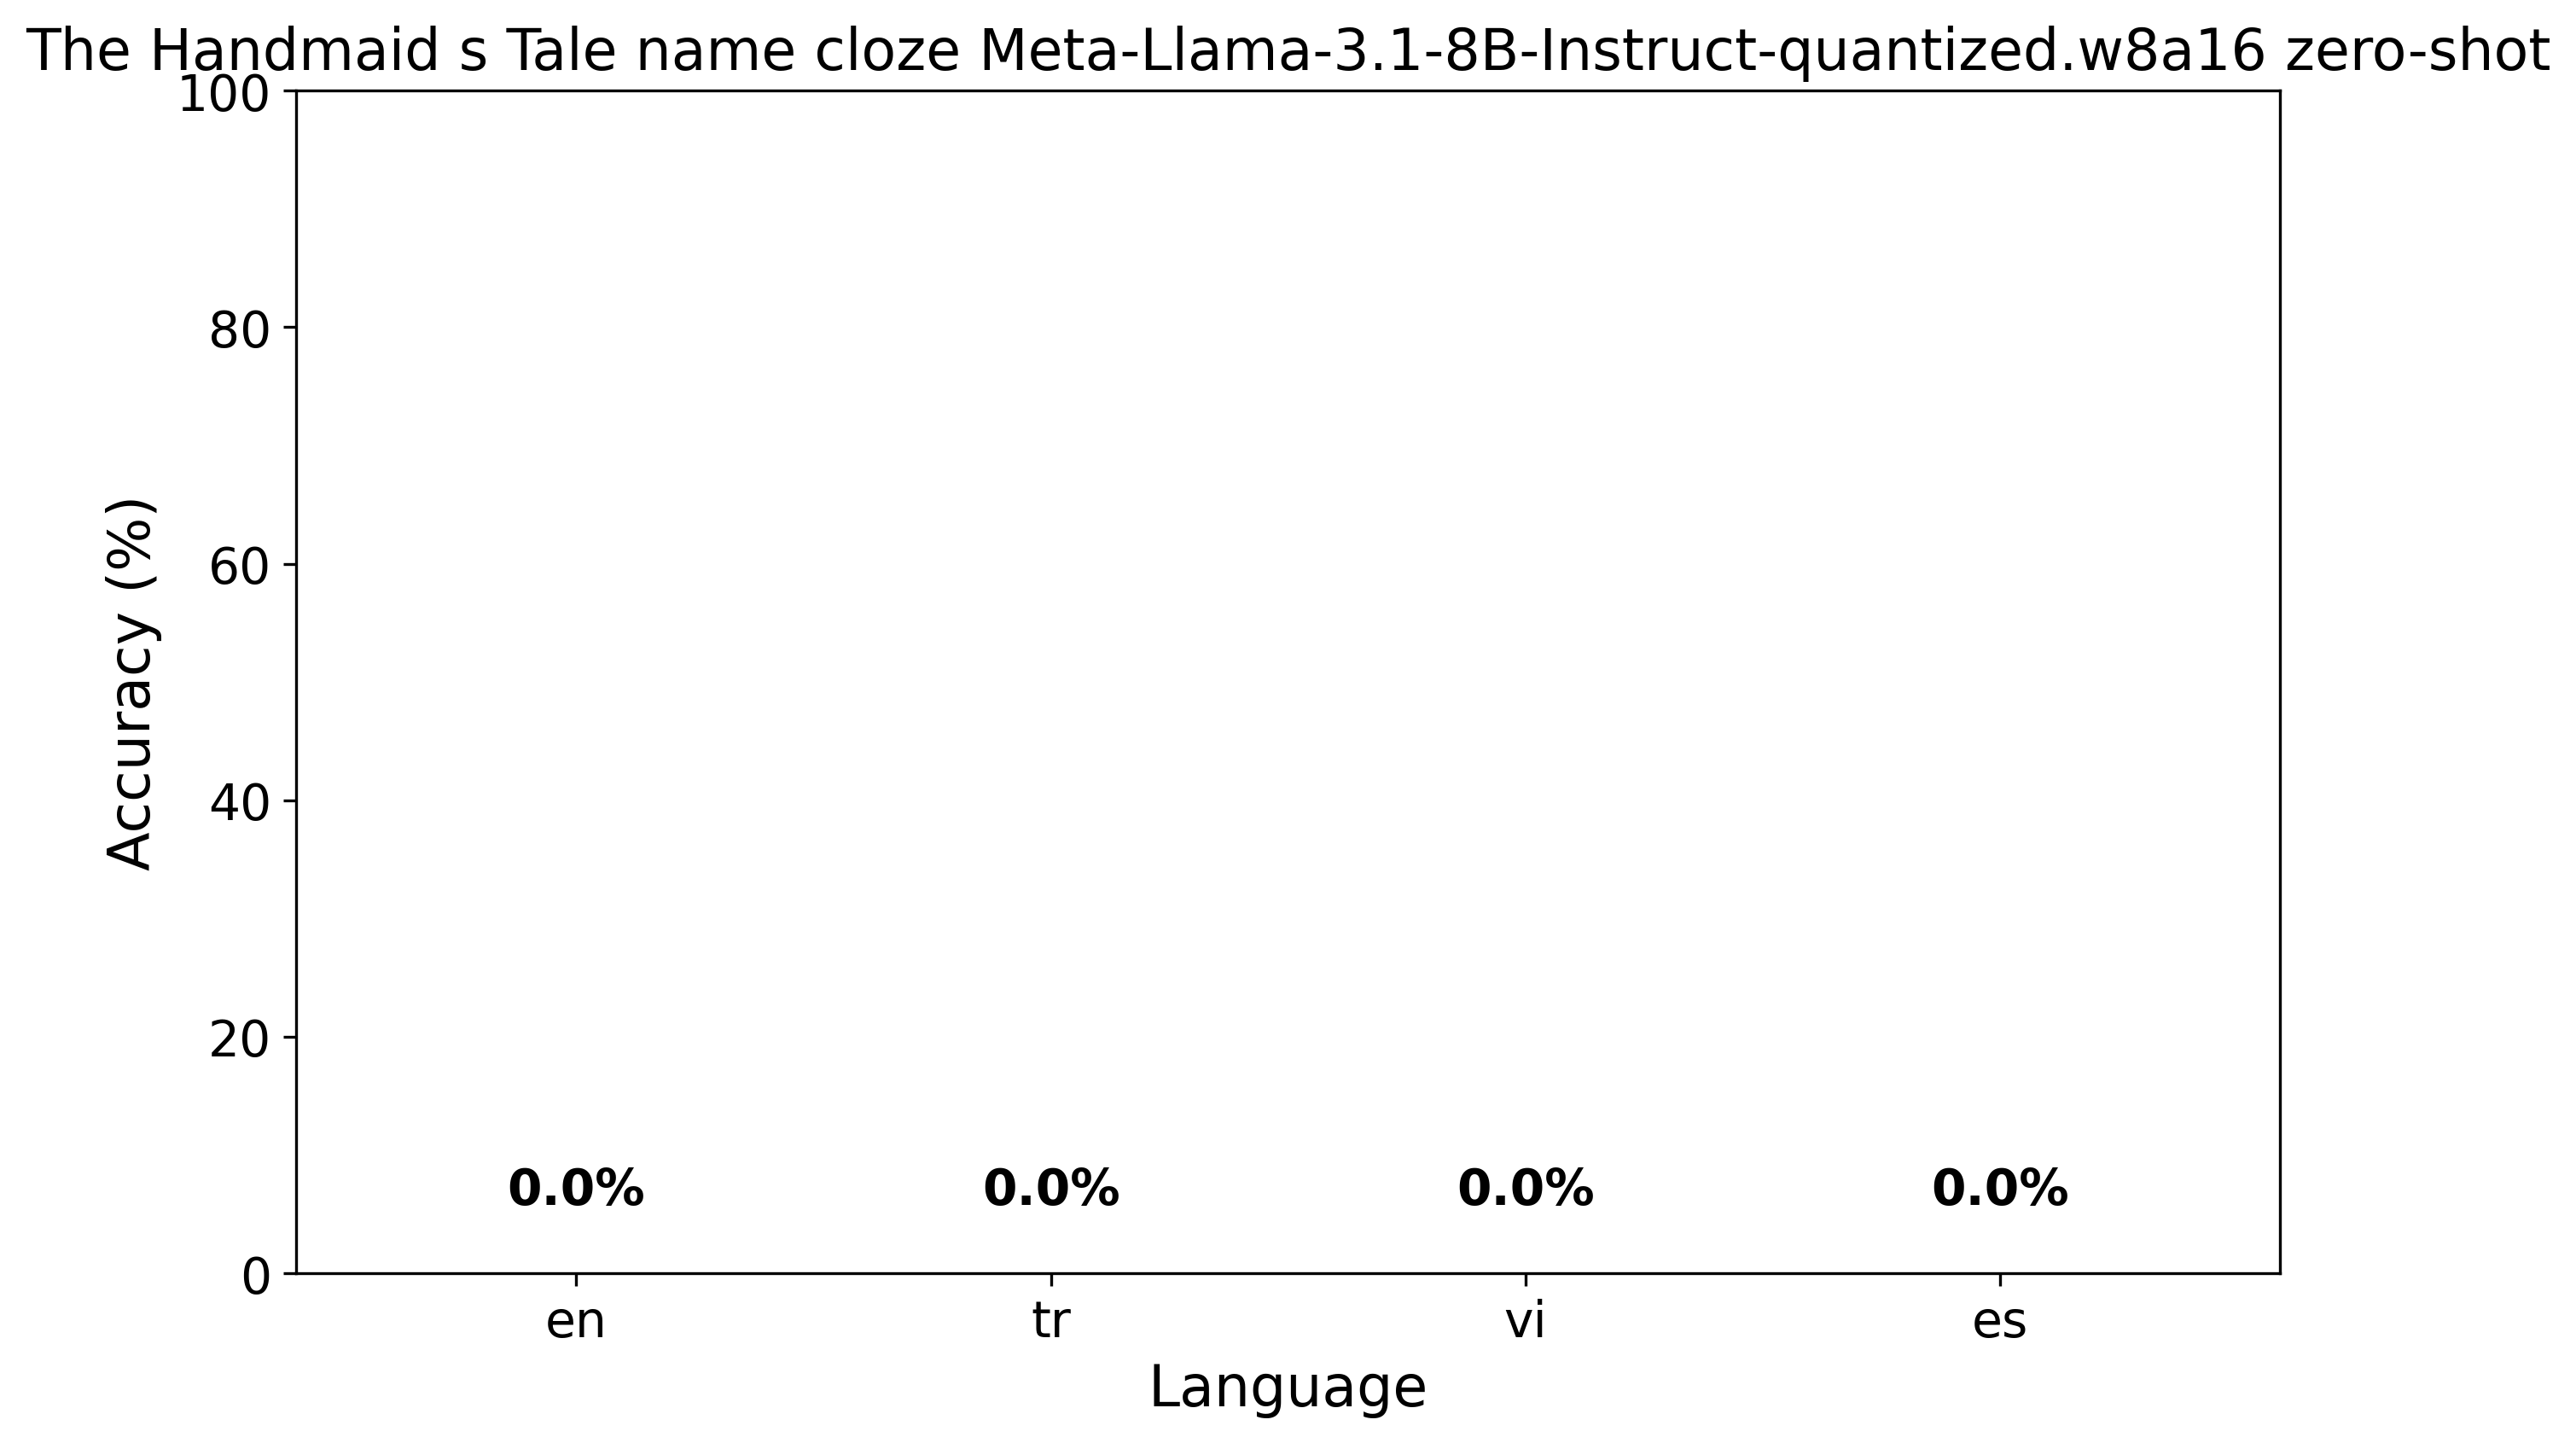 The Handmaid s Tale name cloze Meta-Llama-3.1-8B-Instruct-quantized.w8a16 zero-shot
100
80
60
40
20
0
Accuracy (%)
0.0% 0.0% 0.0% 0.0%
en tr vi es
Language